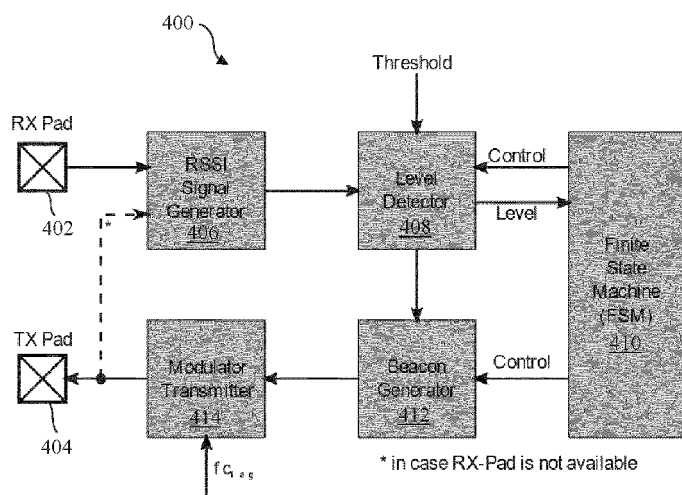 400
Threshold
RX Pad
402
RSSI
Signal
Generator
406
Level
Detector
408
Control
Level
Finite
State
Machine
(FSM)
410
*
TX Pad
404
Modulator
Transmitter
414
Beacon
Generator
412
Control
fc
* in case RX-Pad is not available